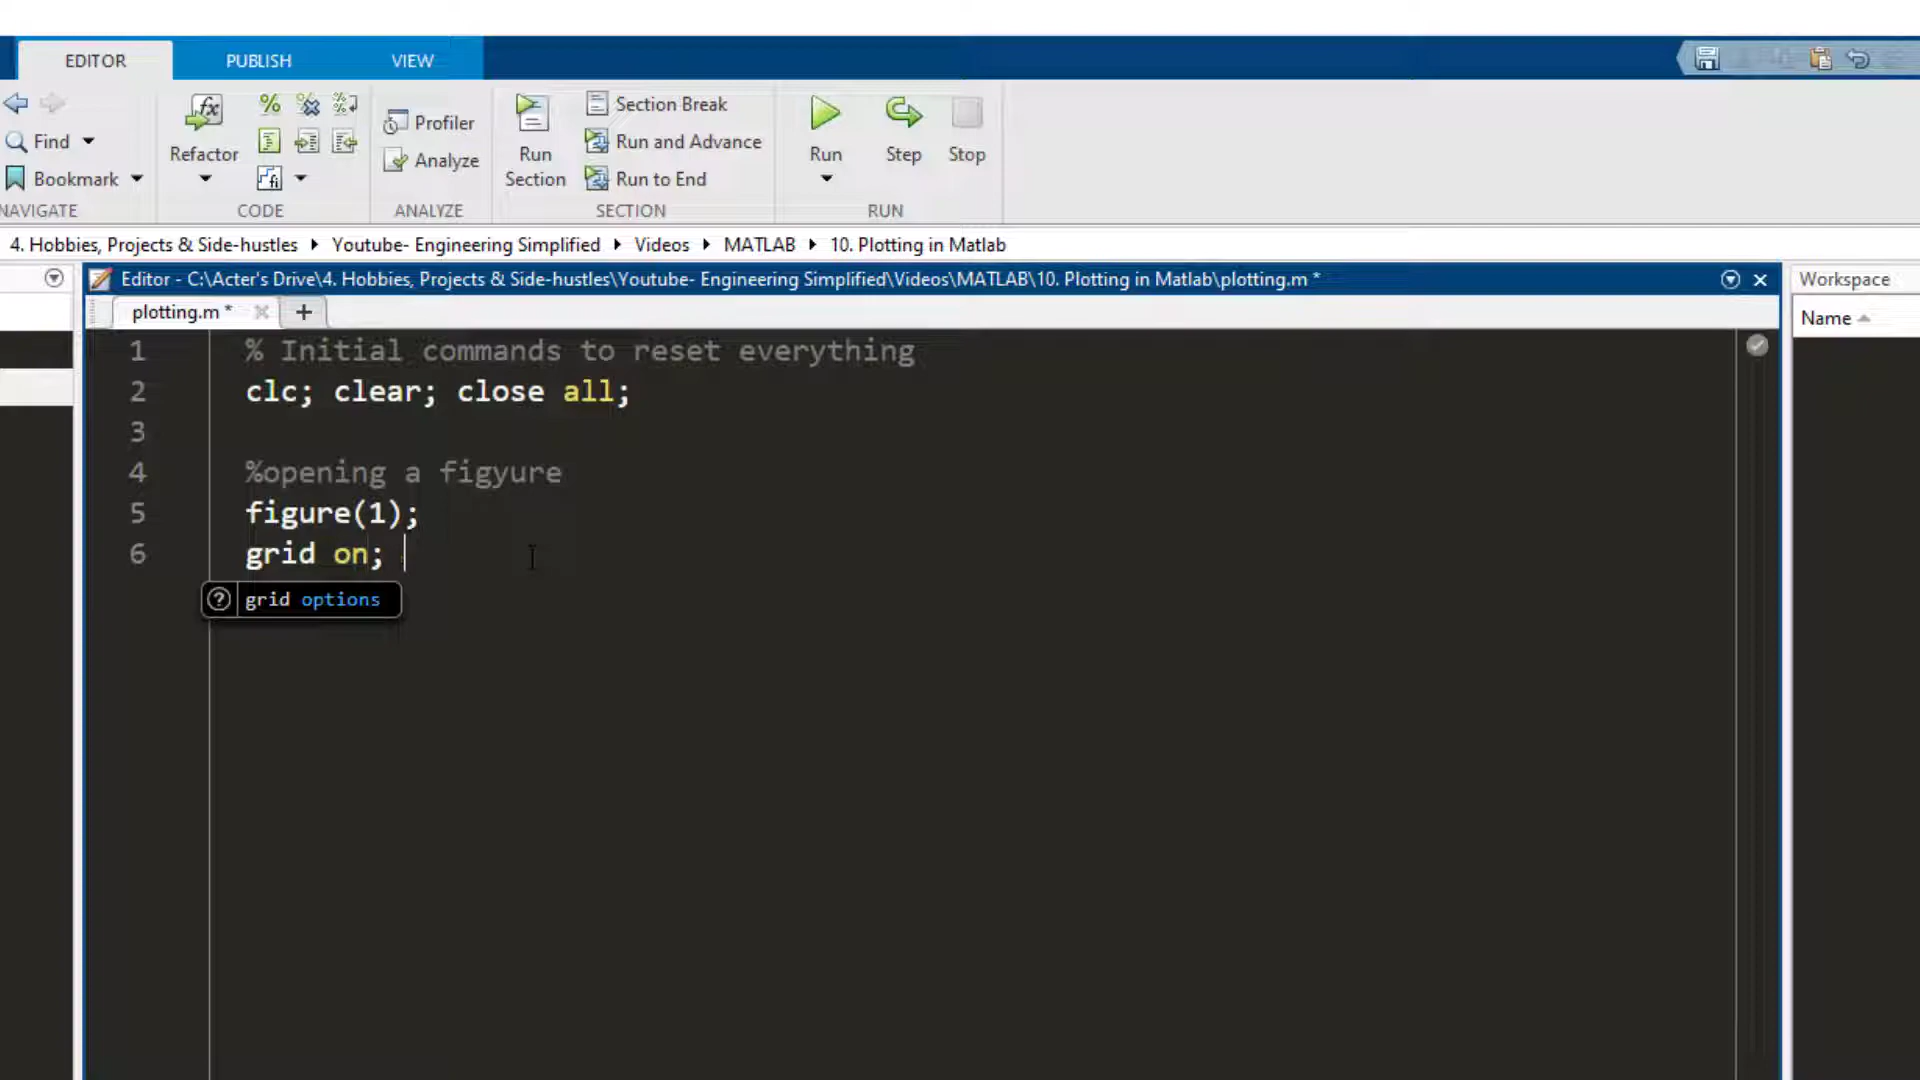 EDITOR PUBLISH VIEW
Find
Bookmark
NAVIGATE
Refactor
CODE
Profiler
Analyze
ANALYZE
Run Section
Section Break
Run and Advance
Run to End
SECTION
Run
Step
Stop
RUN
4. Hobbies, Projects & Side-hustles Youtube- Engineering Simplified Videos MATLAB 10. Plotting in Matlab
Editor - C:\Acter's Drive\4. Hobbies, Projects & Side-hustles\Youtube- Engineering Simplified\Videos\MATLAB\10. Plotting in Matlab\plotting.m *
Workspace
plotting.m *
Name
1 % Initial commands to reset everything
2 clc; clear; close all;
3
4 %opening a figyure
5 figure(1);
6 grid on;
grid options